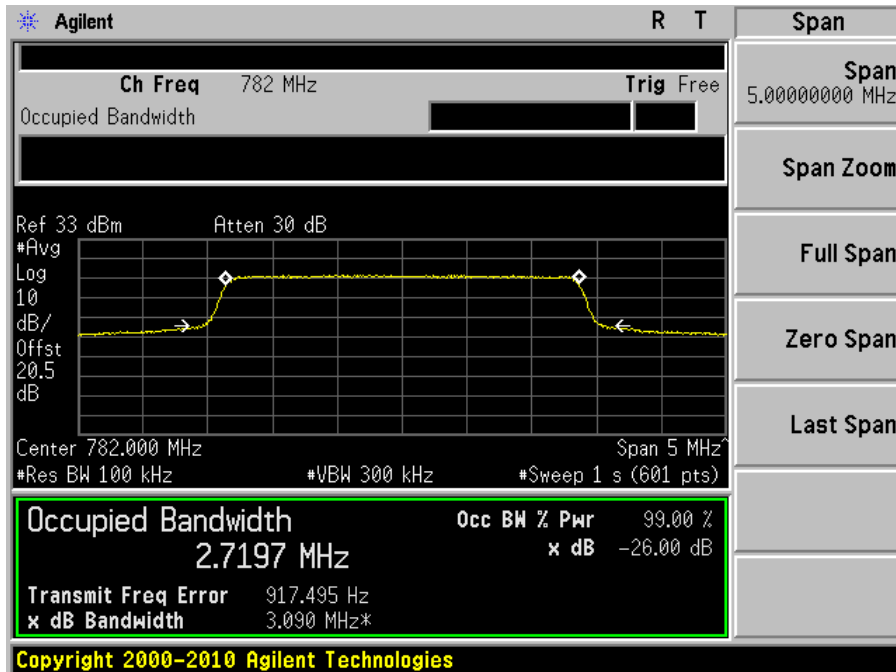 Agilent R T Span
Ch Freq 782 MHz Trig Free
Occupied Bandwidth
Span
5.00000000 MHz
Span Zoom
Full Span
Zero Span
Last Span
Ref 33 dBm Atten 30 dB
#Avg
Log
10
dB/
Offst
20.5
dB
Center 782.000 MHz Span 5 MHz^
#Res BW 100 kHz #VBW 300 kHz #Sweep 1 s (601 pts)
Occupied Bandwidth
2.7197 MHz
Occ BW % Pwr 99.00 %
x dB -26.00 dB
Transmit Freq Error 917.495 Hz
x dB Bandwidth 3.090 MHz*
Copyright 2000-2010 Agilent Technologies